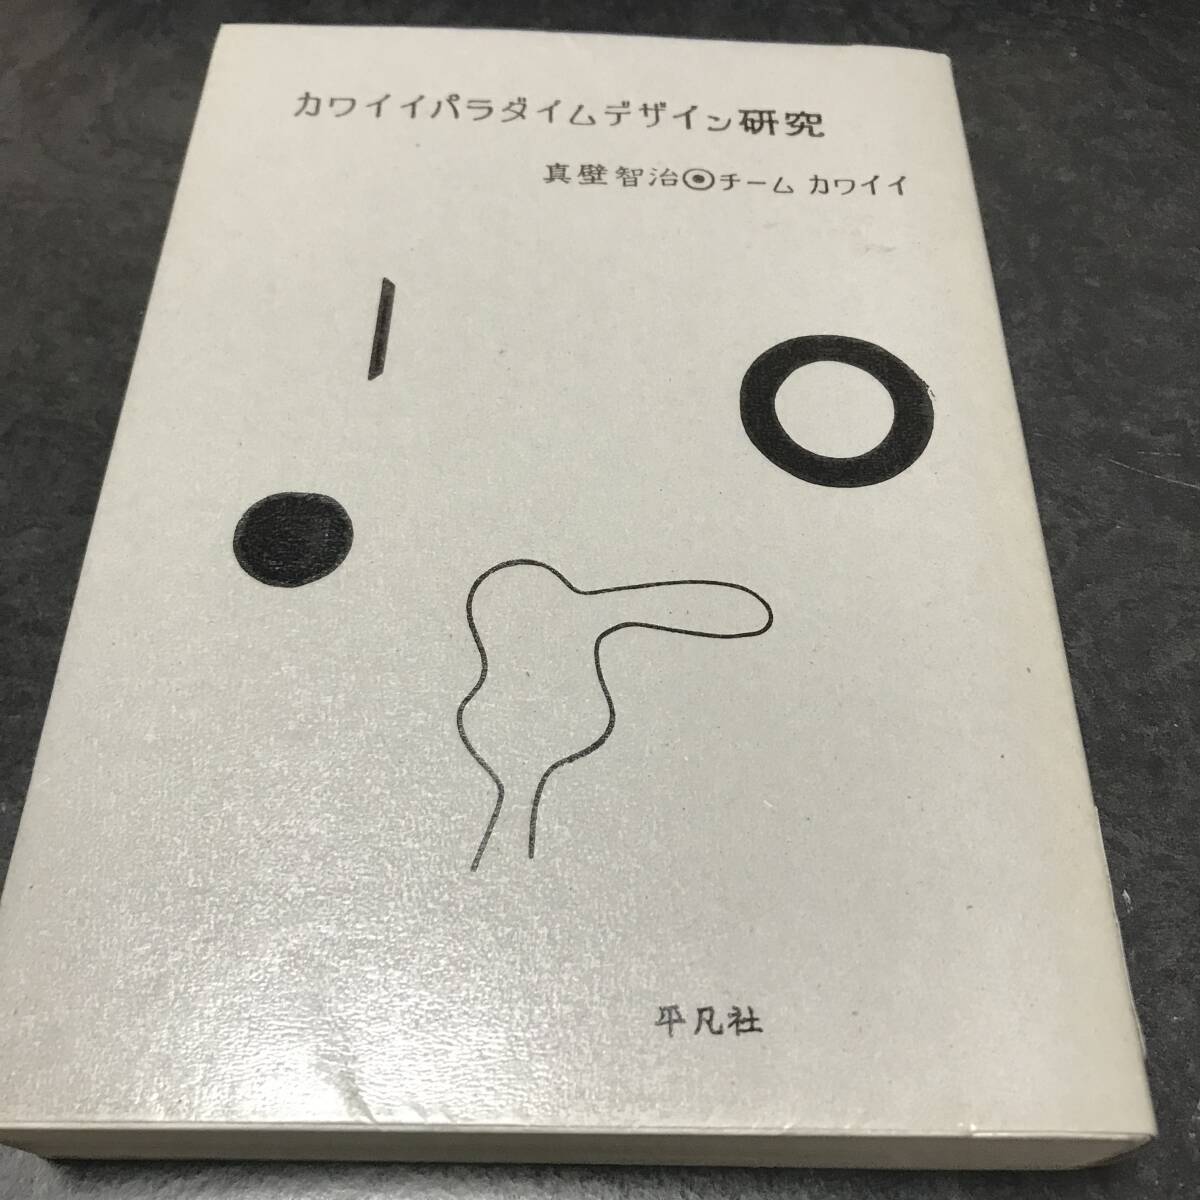 カワイイパラダイムデザイン研究
真壁智治◉チーム カワイイ
平凡社